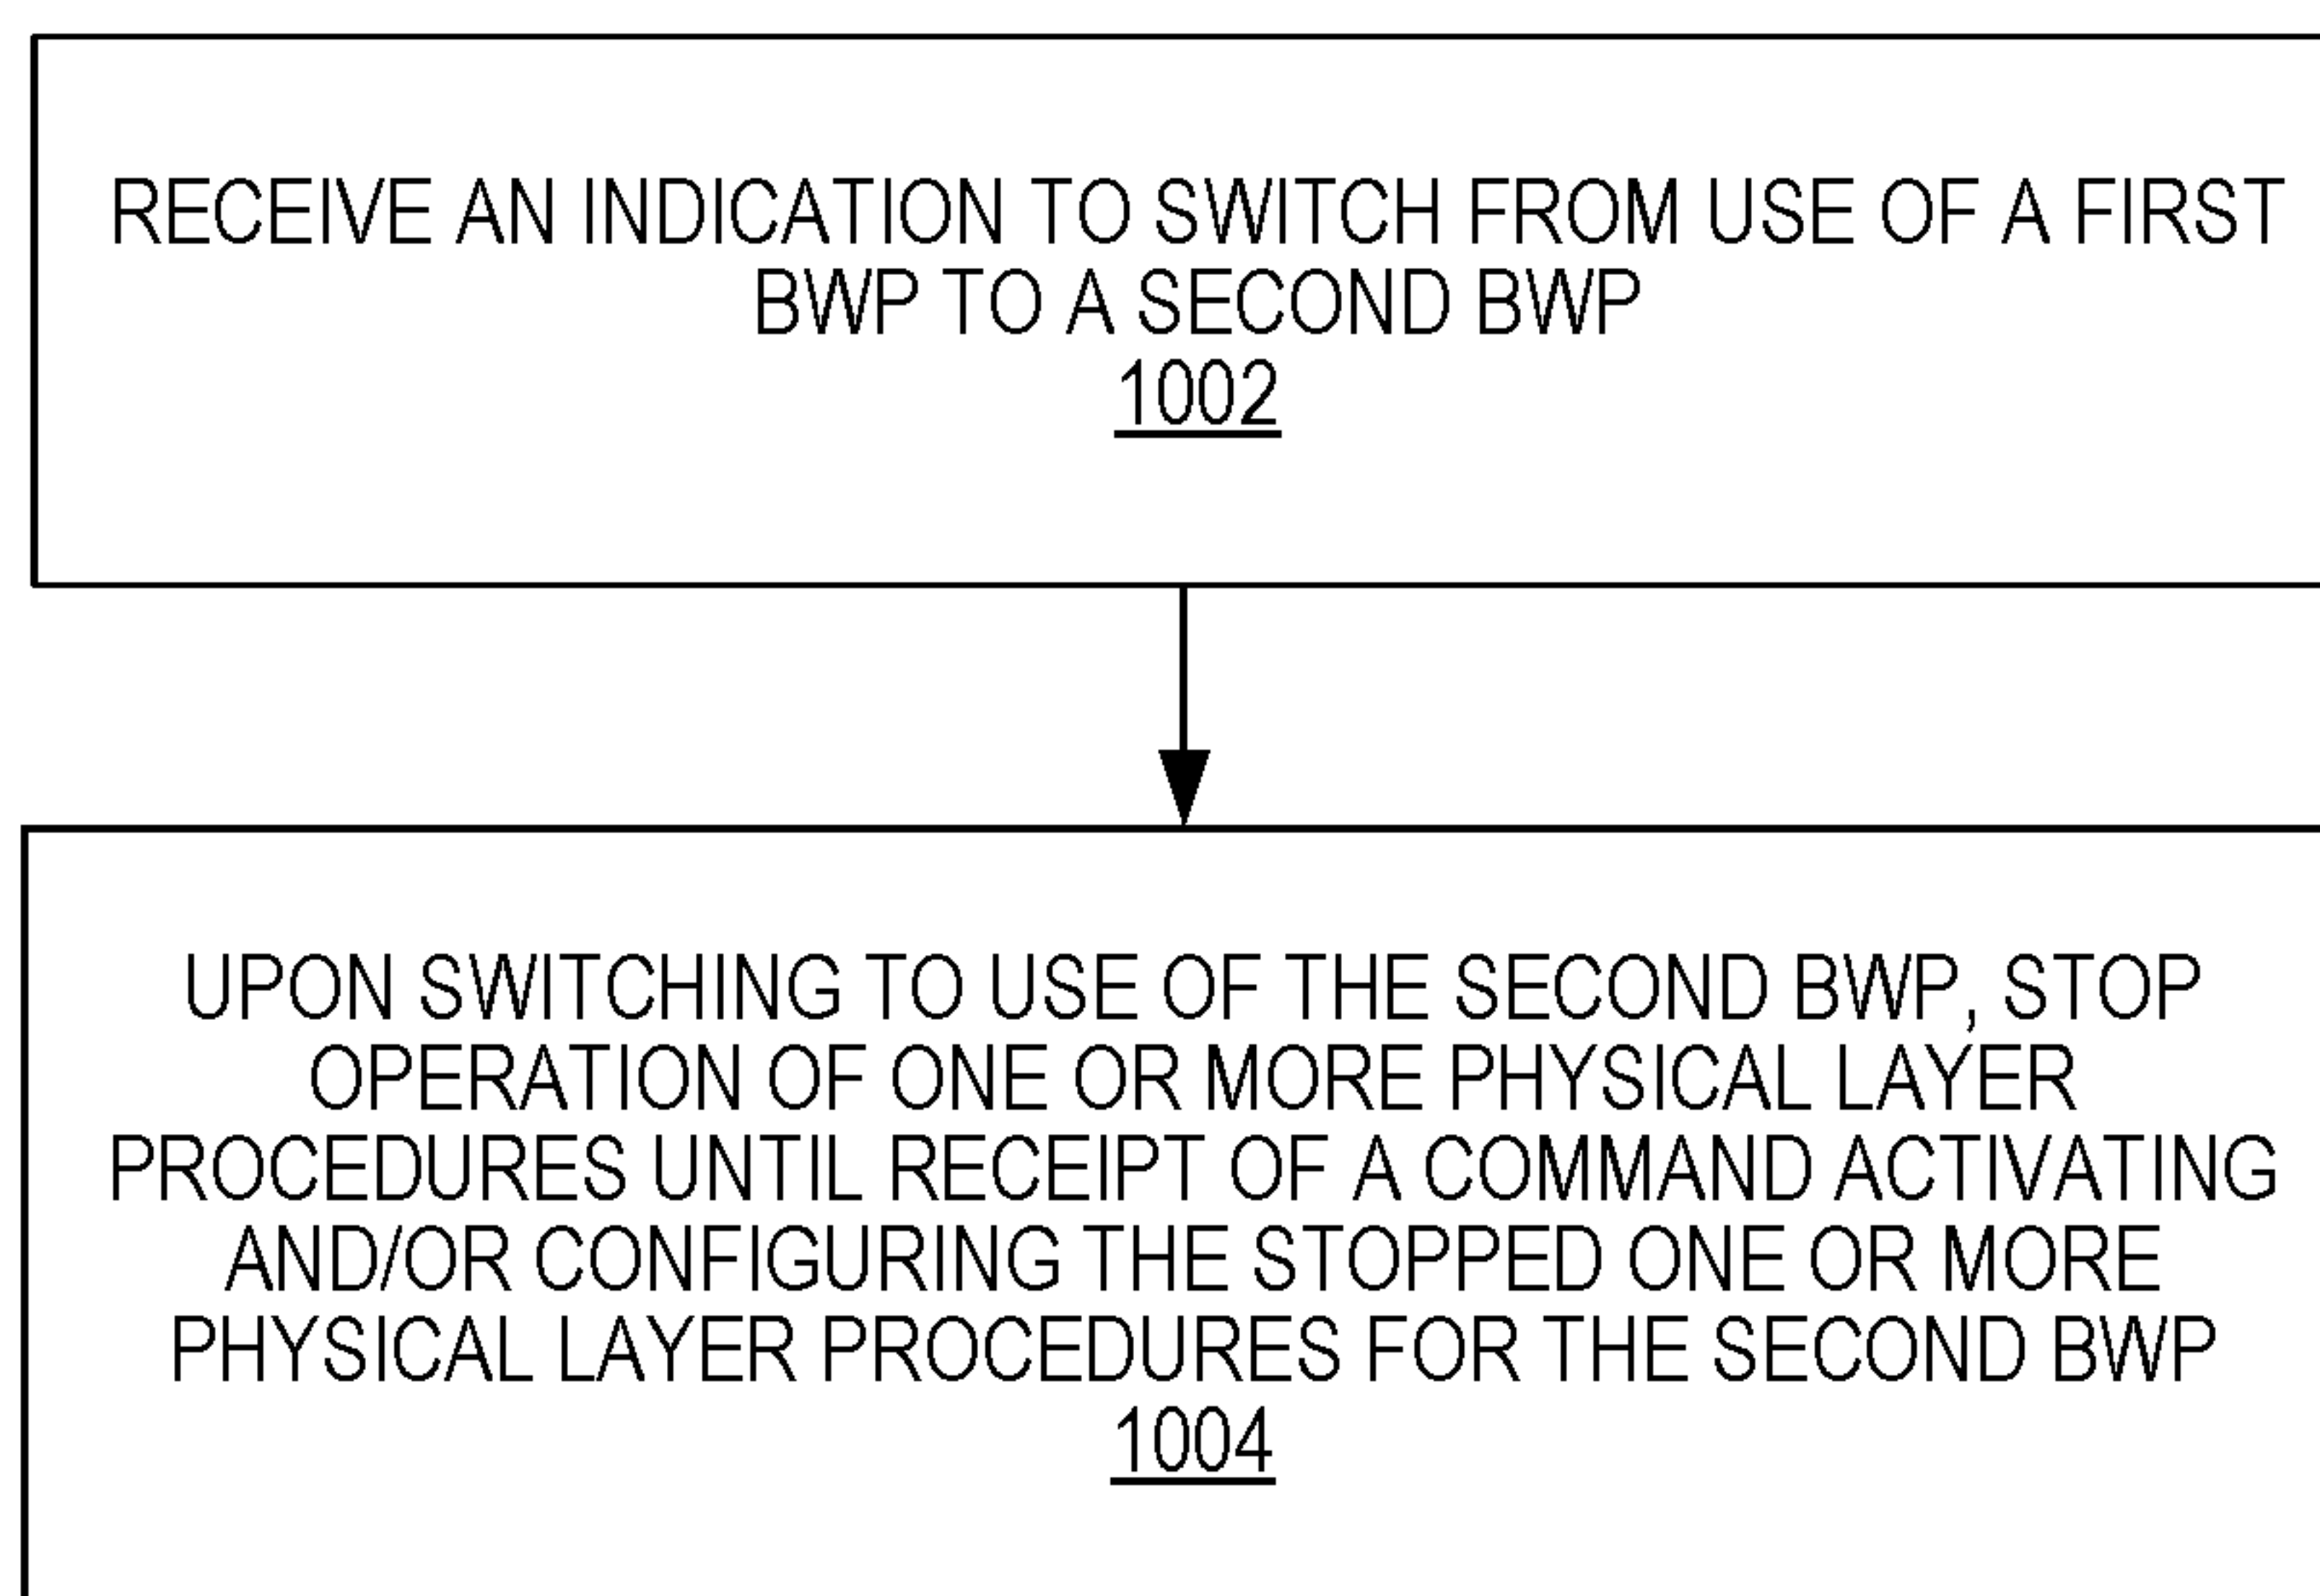 RECEIVE AN INDICATION TO SWITCH FROM USE OF A FIRST
BWP TO A SECOND BWP
1002
UPON SWITCHING TO USE OF THE SECOND BWP, STOP
OPERATION OF ONE OR MORE PHYSICAL LAYER
PROCEDURES UNTIL RECEIPT OF A COMMAND ACTIVATING
AND/OR CONFIGURING THE STOPPED ONE OR MORE
PHYSICAL LAYER PROCEDURES FOR THE SECOND BWP
1004